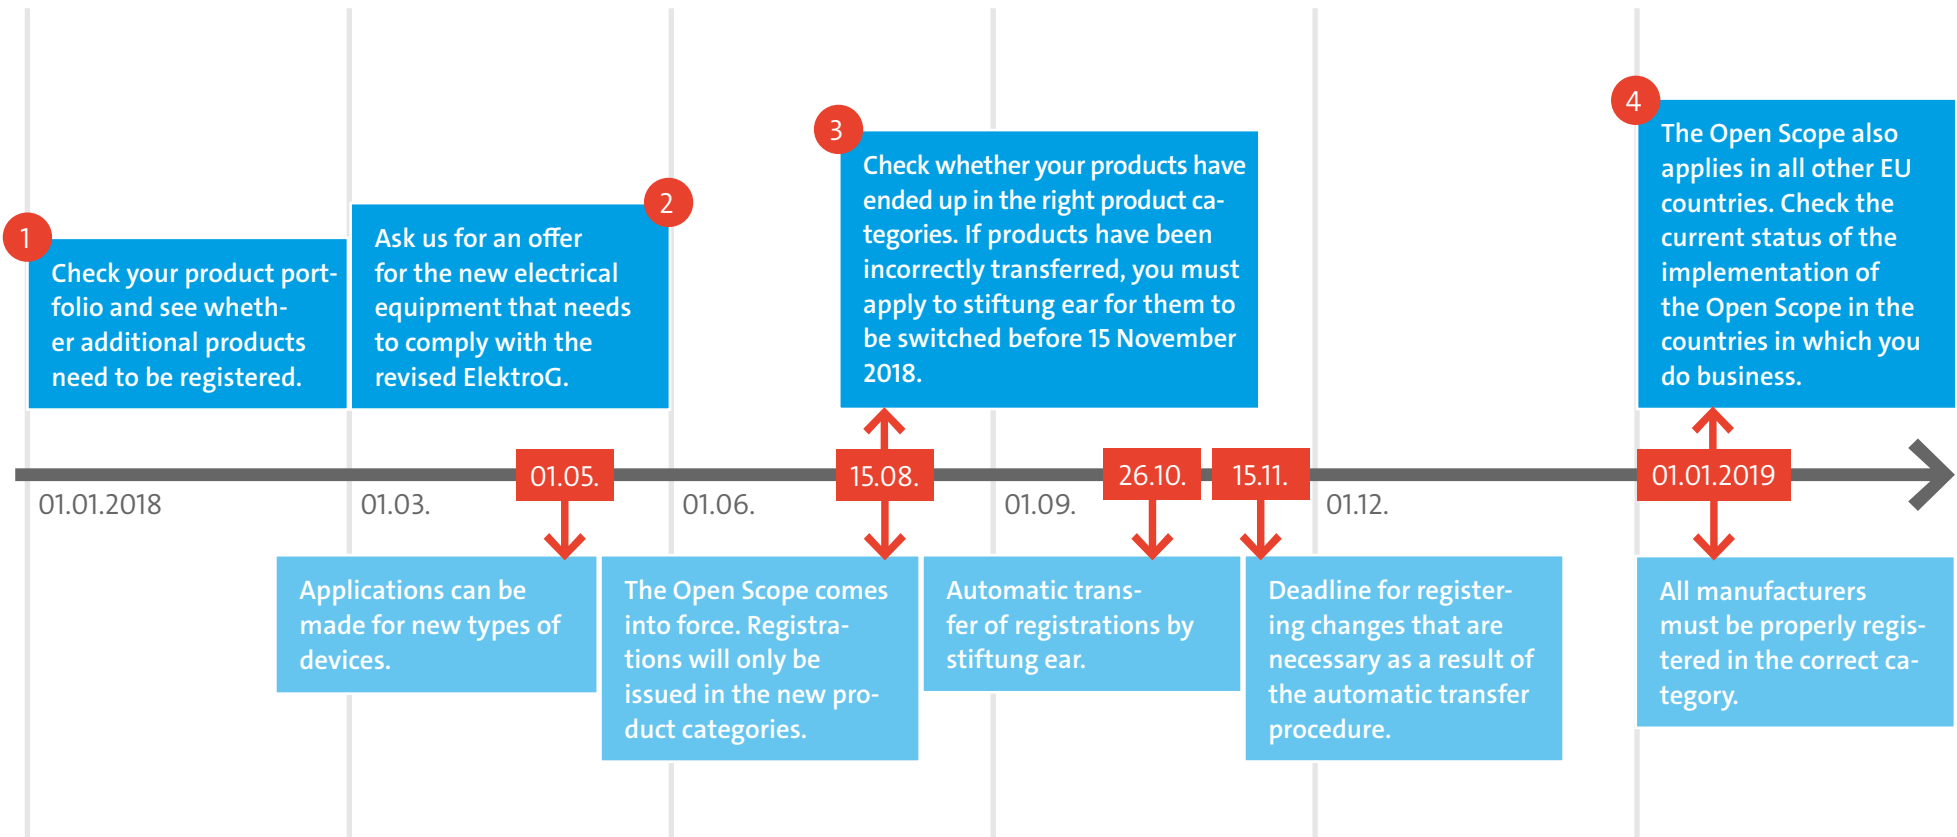 1
Check your product port-
folio and see wheth-
er additional products
need to be registered.
2
Ask us for an offer
for the new electrical
equipment that needs
to comply with the
revised ElektroG.
3
Check whether your products have
ended up in the right product ca-
tegories. If products have been
incorrectly transferred, you must
apply to stiftung ear for them to
be switched before 15 November
2018.
4
The Open Scope also
applies in all other EU
countries. Check the
current status of the
implementation of
the Open Scope in the
countries in which you
do business.
01.05.
15.08.
26.10.
15.11.
01.01.2019
01.01.2018
01.03.
01.06.
01.09.
01.12.
Applications can be
made for new types of
devices.
The Open Scope comes
into force. Registra-
tions will only be
issued in the new pro-
duct categories.
Automatic trans-
fer of registrations by
stiftung ear.
Deadline for register-
ing changes that are
necessary as a result of
the automatic transfer
procedure.
All manufacturers
must be properly regis-
tered in the correct ca-
tegory.